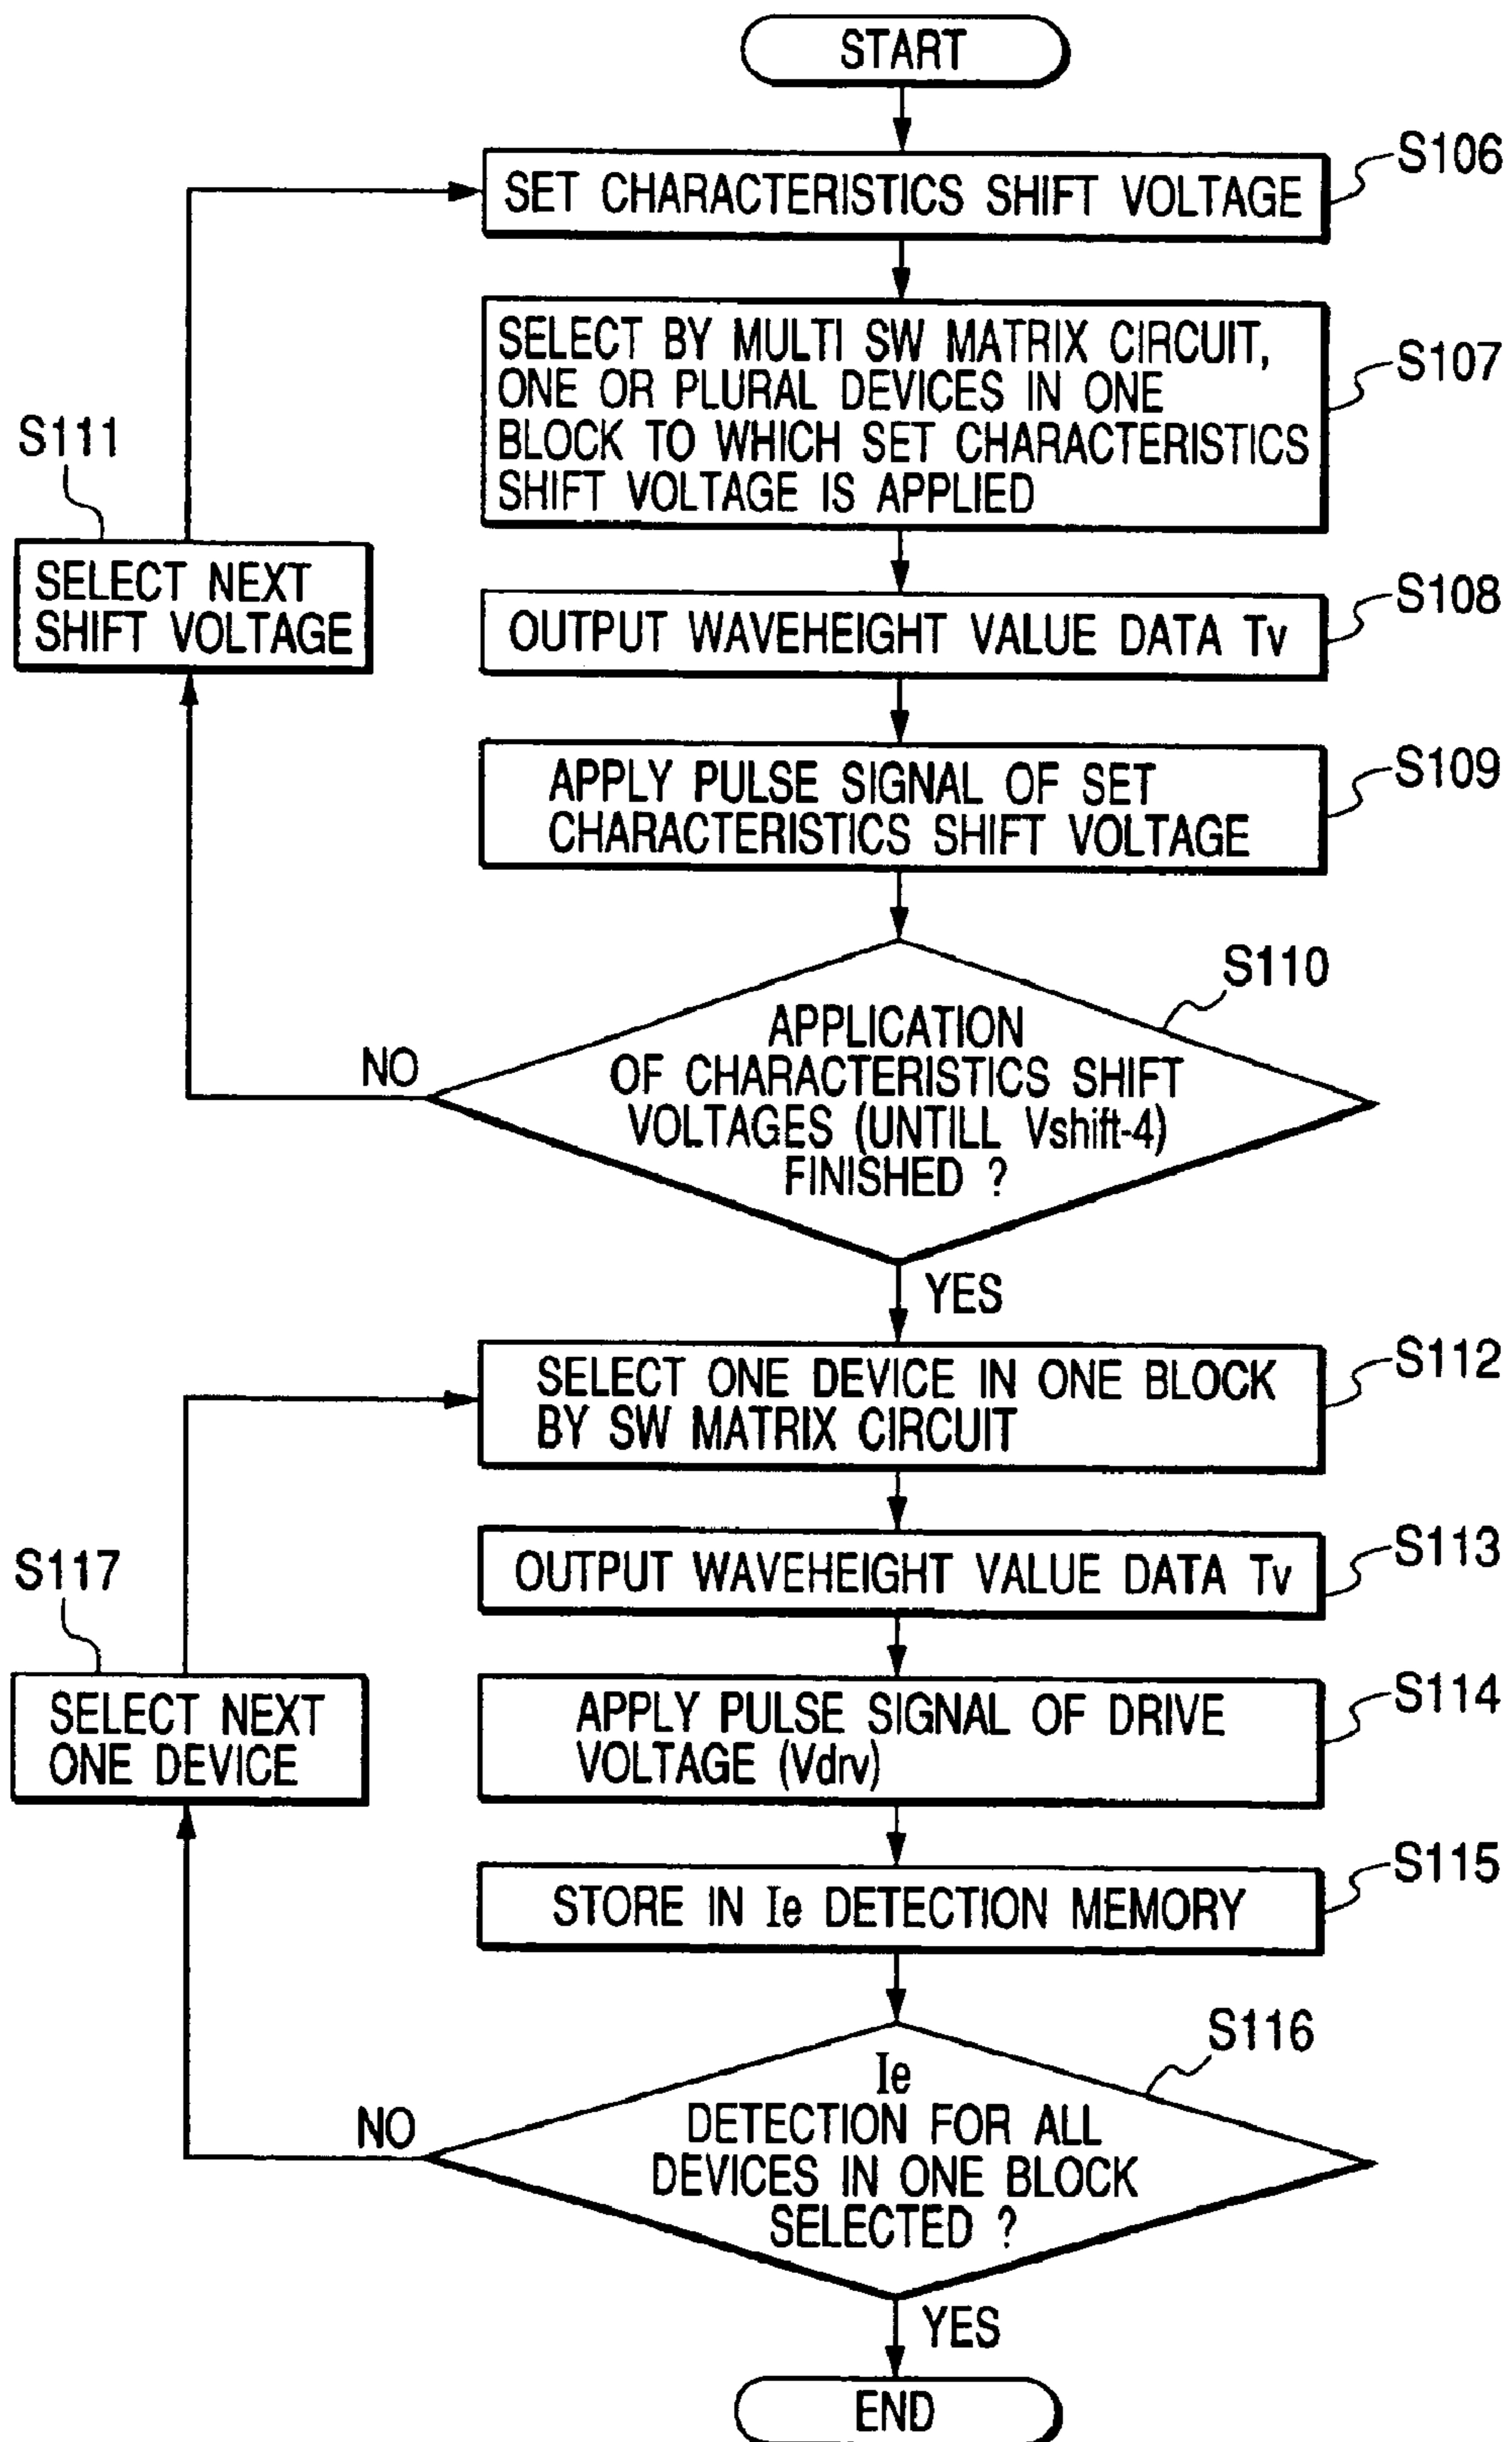 START
S106
SET CHARACTERISTICS SHIFT VOLTAGE
S107
SELECT BY MULTI SW MATRIX CIRCUIT,
ONE OR PLURAL DEVICES IN ONE
BLOCK TO WHICH SET CHARACTERISTICS
SHIFT VOLTAGE IS APPLIED
S111
SELECT NEXT
SHIFT VOLTAGE
S108
OUTPUT WAVEHEIGHT VALUE DATA Tv
S109
APPLY PULSE SIGNAL OF SET
CHARACTERISTICS SHIFT VOLTAGE
S110
APPLICATION
OF CHARACTERISTICS SHIFT
VOLTAGES (UNTILL Vshift-4)
FINISHED ?
NO
YES
S112
SELECT ONE DEVICE IN ONE BLOCK
BY SW MATRIX CIRCUIT
S113
OUTPUT WAVEHEIGHT VALUE DATA Tv
S117
SELECT NEXT
ONE DEVICE
S114
APPLY PULSE SIGNAL OF DRIVE
VOLTAGE (Vdrv)
S115
STORE IN Ie DETECTION MEMORY
S116
Ie
DETECTION FOR ALL
DEVICES IN ONE BLOCK
SELECTED ?
NO
YES
END